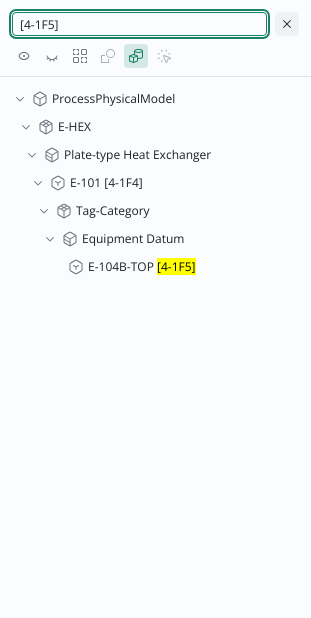 [4-1F5]
ProcessPhysicalModel
E-HEX
Plate-type Heat Exchanger
E-101 [4-1F4]
Tag-Category
Equipment Datum
E-104B-TOP [4-1F5]